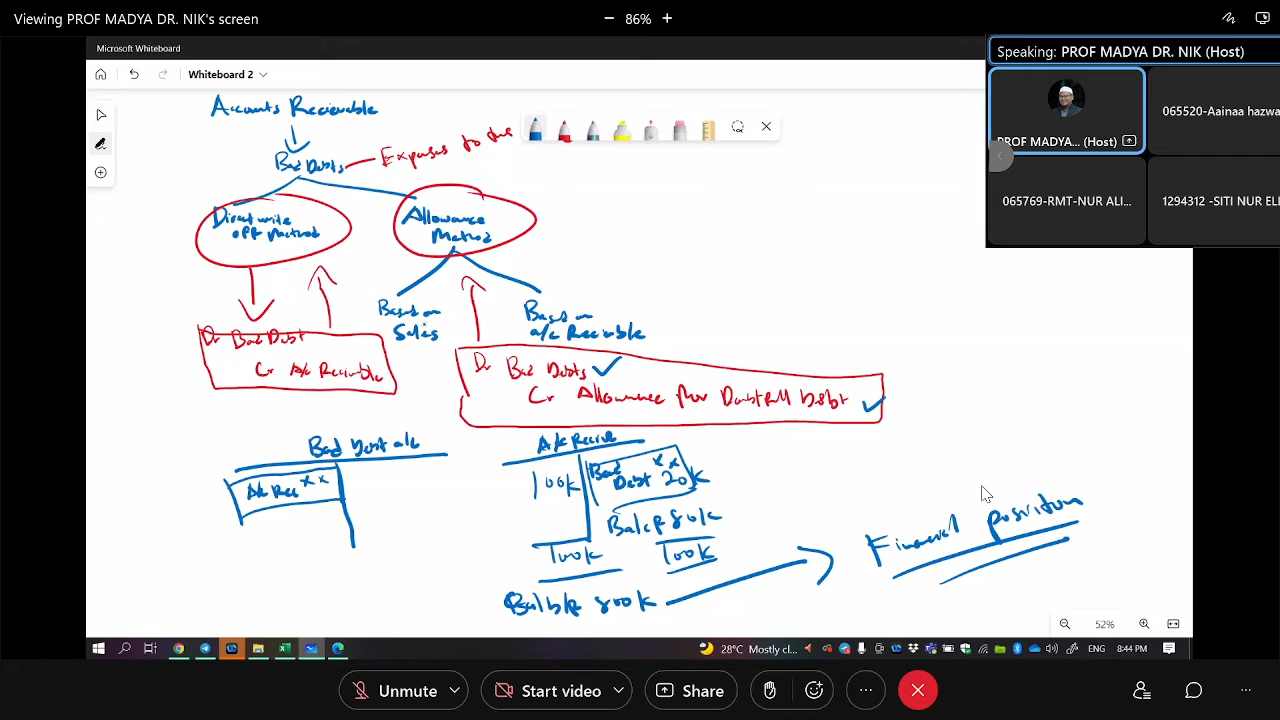 Viewing PROF MADYA DR. NIK's screen
86%
Microsoft Whiteboard
Speaking: PROF MADYA DR. NIK (Host)
Whiteboard 2
PROF MADYA... (Host)
065520-Aainaa hazwa
065769-RMT-NUR ALI...
1294312 -SITI NUR ELL
Accounts Recievable
Bad Debts
Expenses to the
Direct write
off Method
Allowance
Method
Based on
Sales
Based on
a/c Receivable
Dr Bad Debt
Cr A/c Receivable
Dr Bad Debts
Cr Allowance for Doubtful Debt
Bad Debt a/c
A/c Rec **
A/c Receiv
100k
Bad **
Debt 20k
Bal c/f 80k
100k
100k
Bal b/f 800k
Financial position
52%
28°C Mostly cl...
ENG
8:44 PM
Unmute
Start video
Share